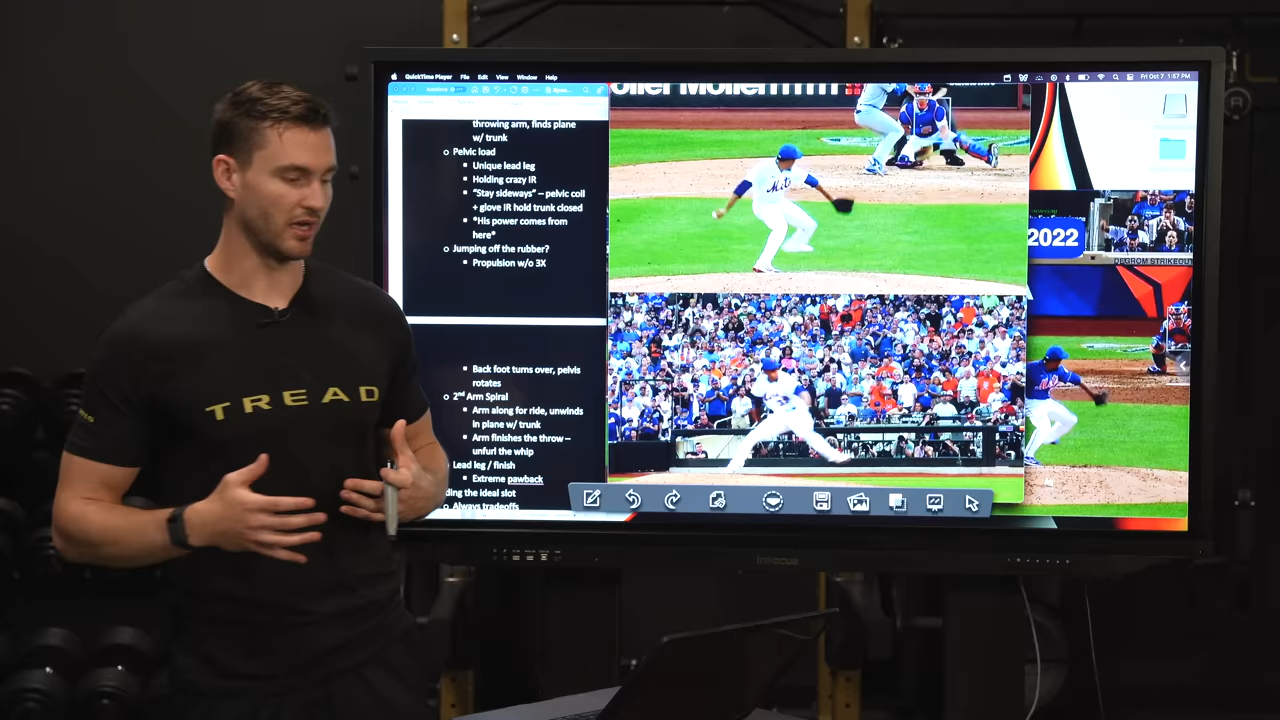 QuickTime Player File Edit View Window Help
Fri Oct 7 1:57 PM
throwing arm, finds plane
w/ trunk
Pelvic load
Unique lead leg
Holding crazy IR
"Stay sideways" – pelvic coil
+ glove IR hold trunk closed
*His power comes from
here*
Jumping off the rubber?
Propulsion w/o 3X
Back foot turns over, pelvis
rotates
2nd Arm Spiral
Arm along for ride, unwinds
in plane w/ trunk
Arm finishes the throw –
unfurl the whip
Lead leg / finish
Extreme pawback
ding the ideal slot
Always tradeoffs
Mets
2022
DEGROM STRIKEOUT
TREAD
InFocus
R